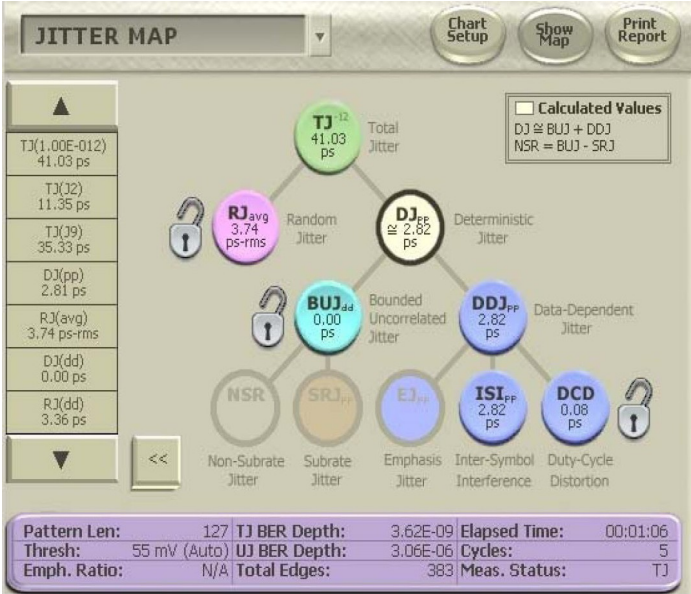 JITTER MAP
Chart Setup
Show Map
Print Report
TJ(1.00E-012)
41.03 ps
TJ(J2)
11.35 ps
TJ(J9)
35.33 ps
DJ(pp)
2.81 ps
RJ(avg)
3.74 ps-rms
DJ(dd)
0.00 ps
RJ(dd)
3.36 ps
<<
Calculated Values
DJ ≅ BUJ + DDJ
NSR = BUJ - SRJ
TJ-12
41.03
ps
Total
Jitter
RJavg
3.74
ps-rms
Random
Jitter
DJPP
≅ 2.82
ps
Deterministic
Jitter
BUJdd
0.00
ps
Bounded
Uncorrelated
Jitter
DDJPP
2.82
ps
Data-Dependent
Jitter
NSR
Non-Subrate
Jitter
SRJPP
Subrate
Jitter
EJPP
Emphasis
Jitter
ISIPP
2.82
ps
Inter-Symbol
Interference
DCD
0.08
ps
Duty-Cycle
Distortion
Pattern Len: 127 TJ BER Depth: 3.62E-09 Elapsed Time: 00:01:06
Thresh: 55 mV (Auto) UJ BER Depth: 3.06E-06 Cycles: 5
Emph. Ratio: N/A Total Edges: 383 Meas. Status: TJ